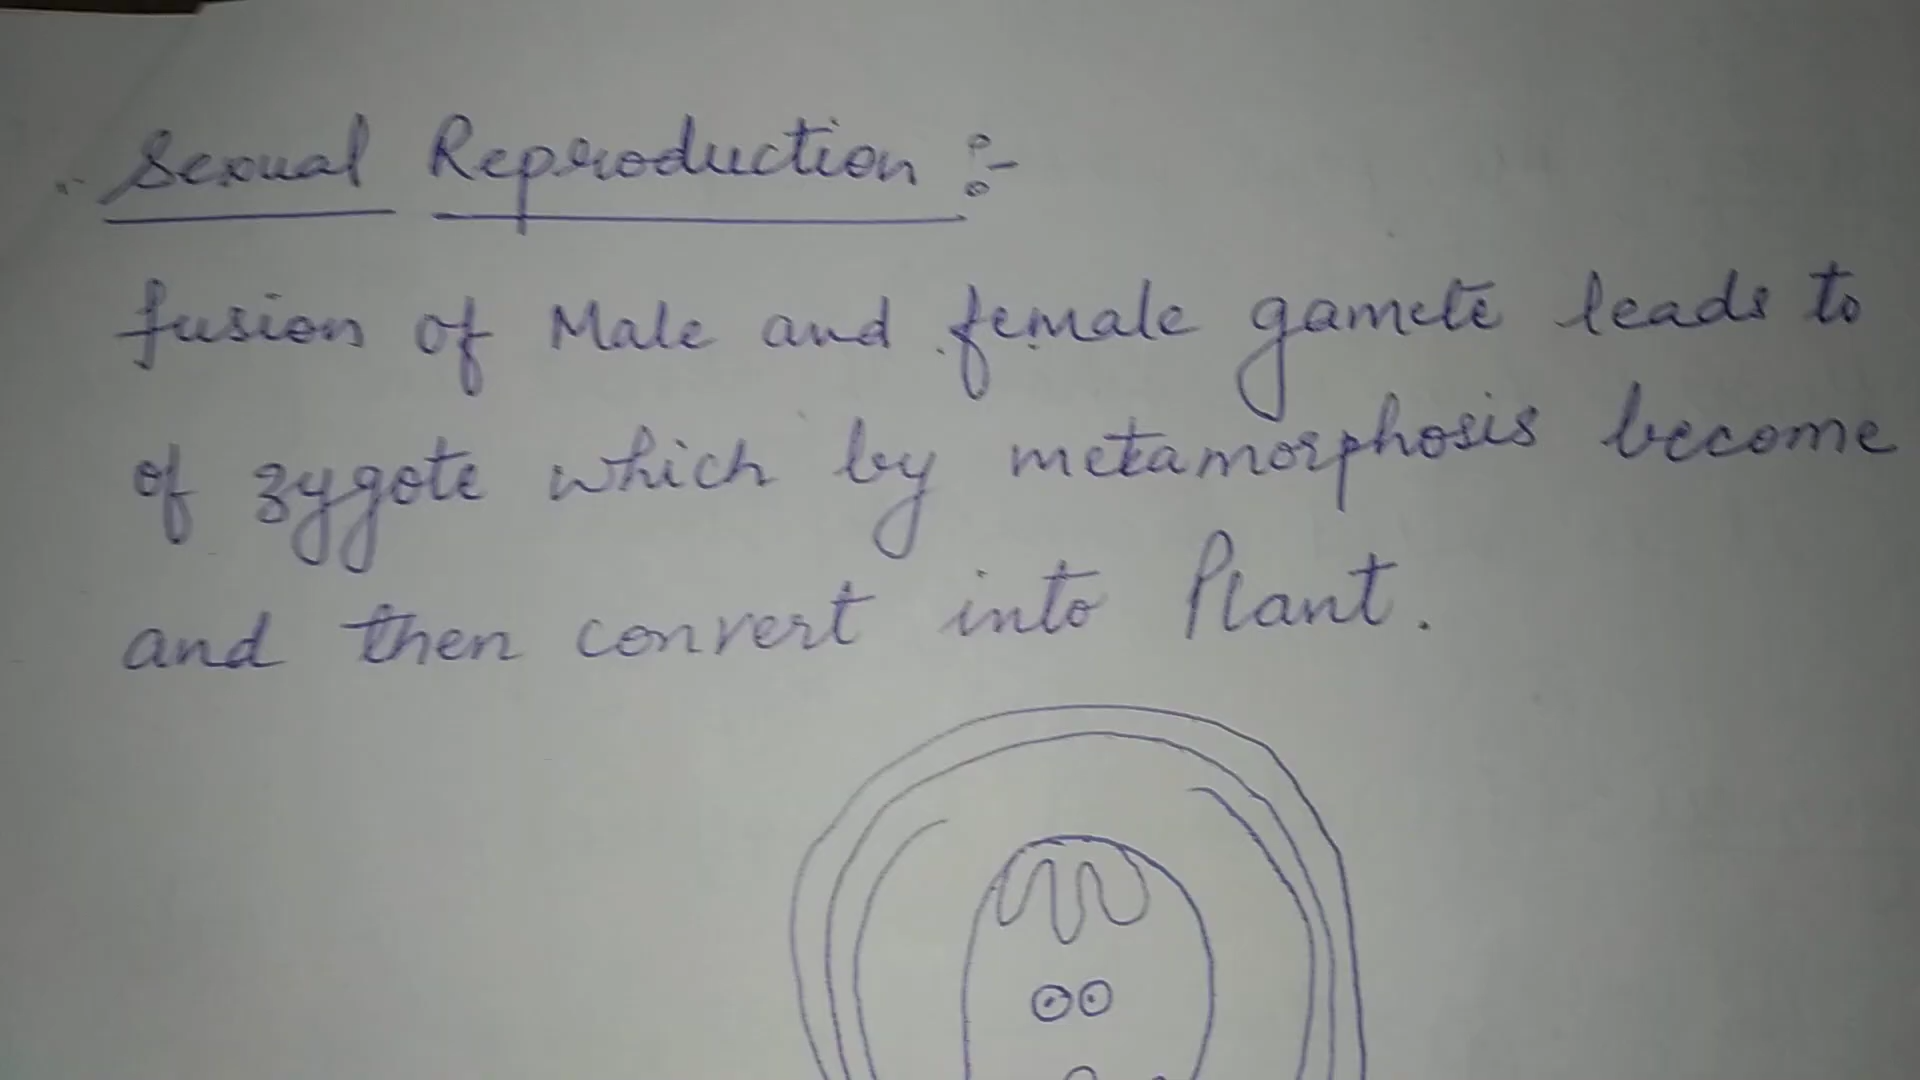 Sexual Reproduction :-
fusion of Male and female gamete leads to
of zygote which by metamorphosis become
and then convert into Plant.